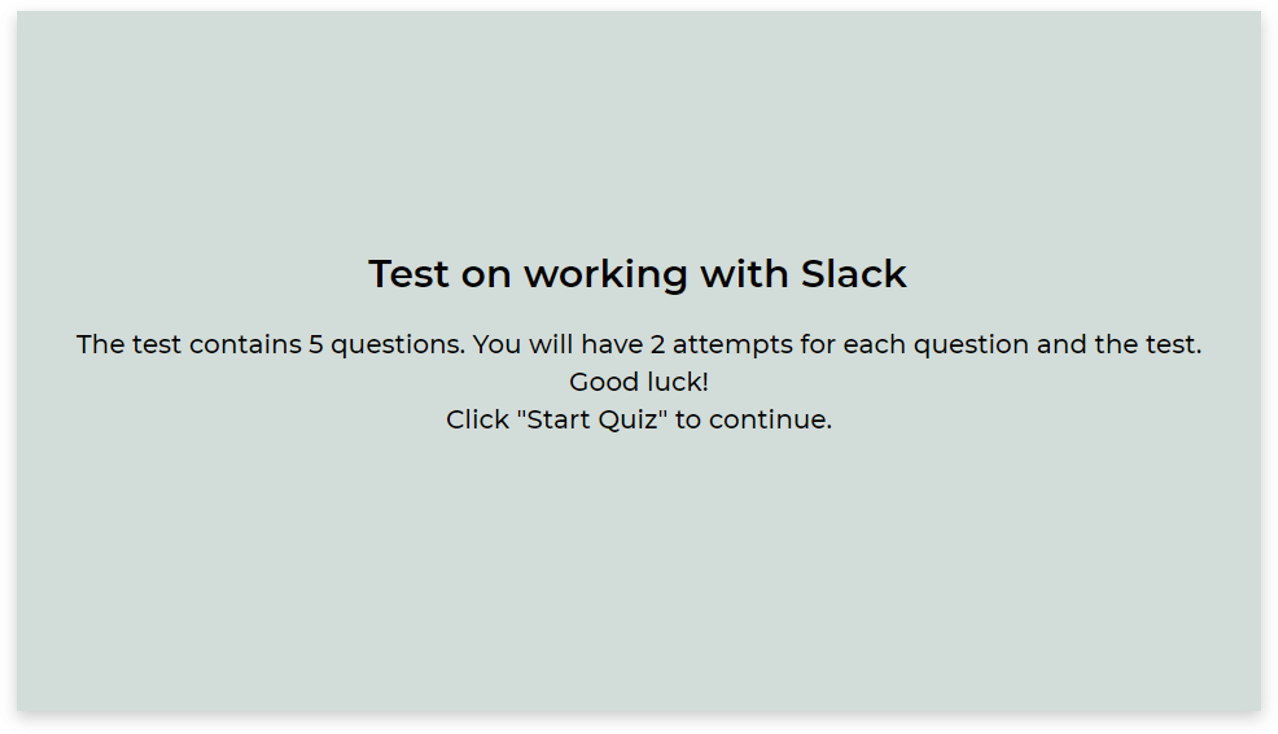 Test on working with Slack
The test contains 5 questions. You will have 2 attempts for each question and the test.
Good luck!
Click "Start Quiz" to continue.